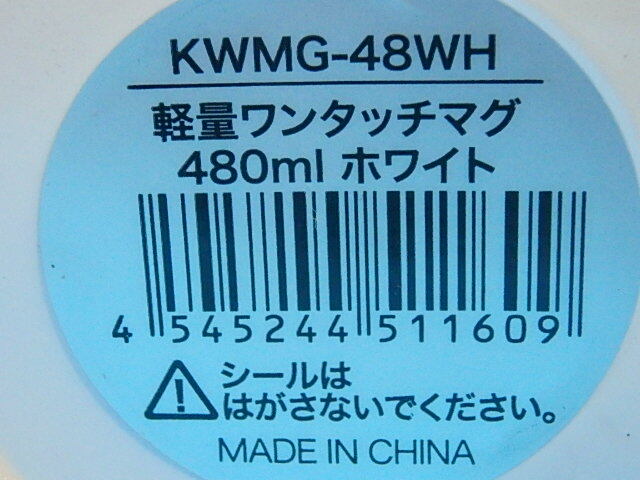 KWMG-48WH
軽量ワンタッチマグ
480ml ホワイト
4 545244 511609
シールは
はがさないでください。
MADE IN CHINA